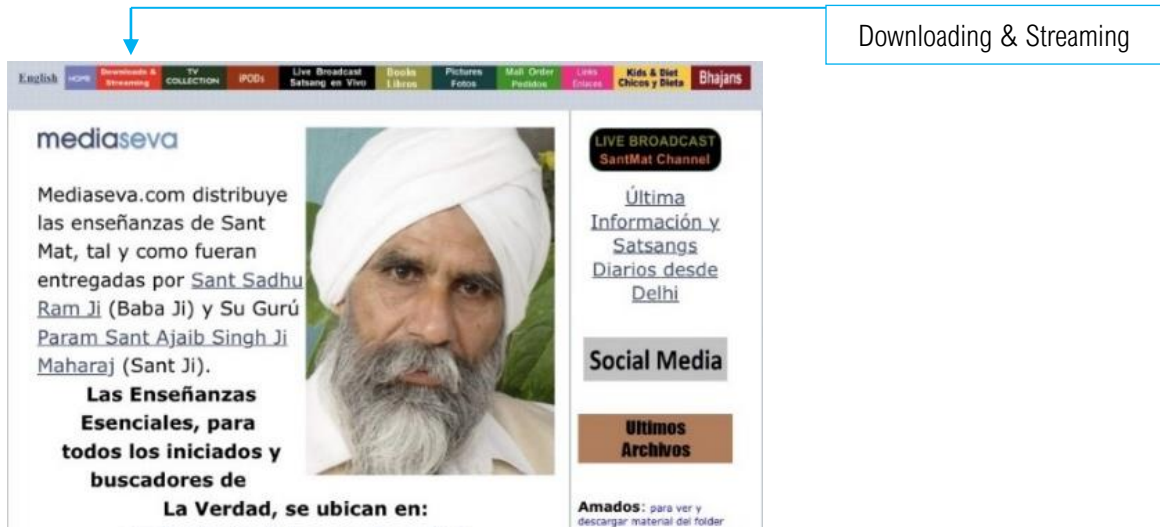 Downloading & Streaming
English HOME Downloads & Streaming TV COLLECTION iPODs Live Broadcast Satsang en Vivo Books Libros Pictures Fotos Mail Order Pedidos Links Enlaces Kids & Diet Chicos y Dieta Bhajans
mediaseva
Mediaseva.com distribuye
las enseñanzas de Sant
Mat, tal y como fueran
entregadas por Sant Sadhu
Ram Ji (Baba Ji) y Su Gurú
Param Sant Ajaib Singh Ji
Maharaj (Sant Ji).
Las Enseñanzas
Esenciales, para
todos los iniciados y
buscadores de
La Verdad, se ubican en:
LIVE BROADCAST
SantMat Channel
Última
Información y
Satsangs
Diarios desde
Delhi
Social Media
Ultimos
Archivos
Amados: para ver y
descargar material del folder